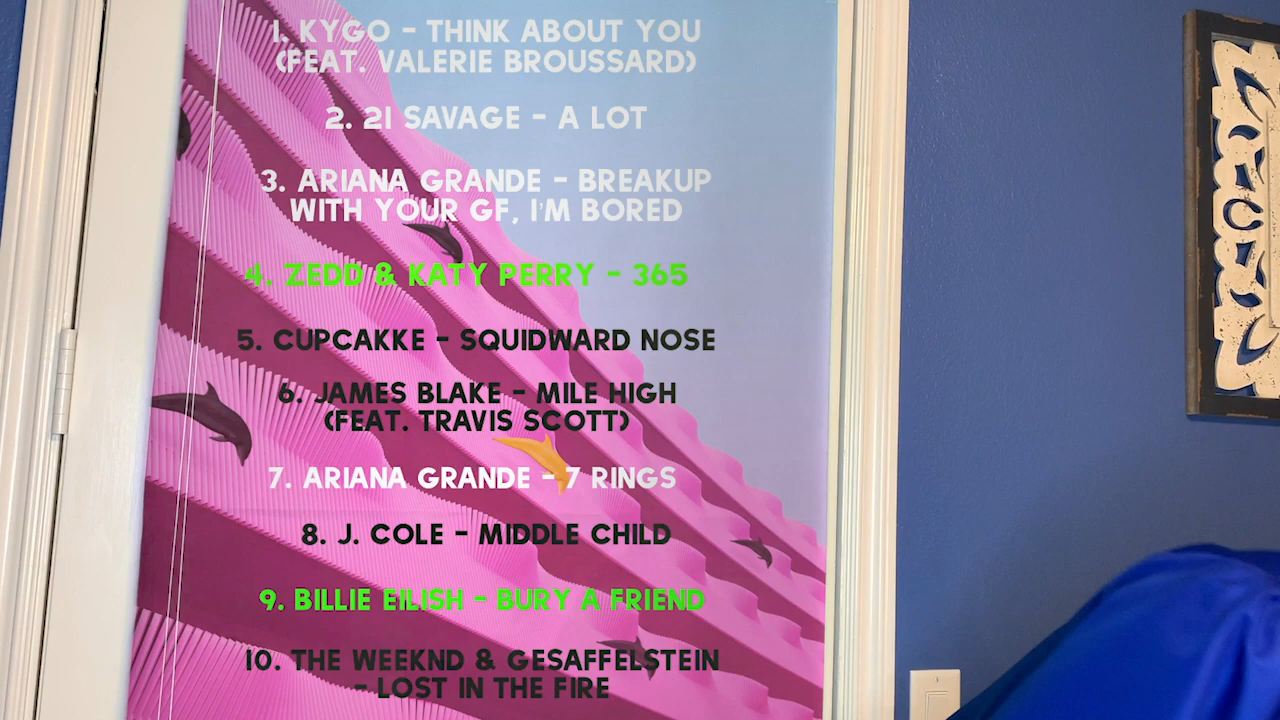 1. KYGO - THINK ABOUT YOU
(FEAT. VALERIE BROUSSARD)
2. 21 SAVAGE - A LOT
3. ARIANA GRANDE - BREAKUP
WITH YOUR GF, I'M BORED
4. ZEDD & KATY PERRY - 365
5. CUPCAKKE - SQUIDWARD NOSE
6. JAMES BLAKE - MILE HIGH
(FEAT. TRAVIS SCOTT)
7. ARIANA GRANDE - 7 RINGS
8. J. COLE - MIDDLE CHILD
9. BILLIE EILISH - BURY A FRIEND
10. THE WEEKND & GESAFFELSTEIN
- LOST IN THE FIRE